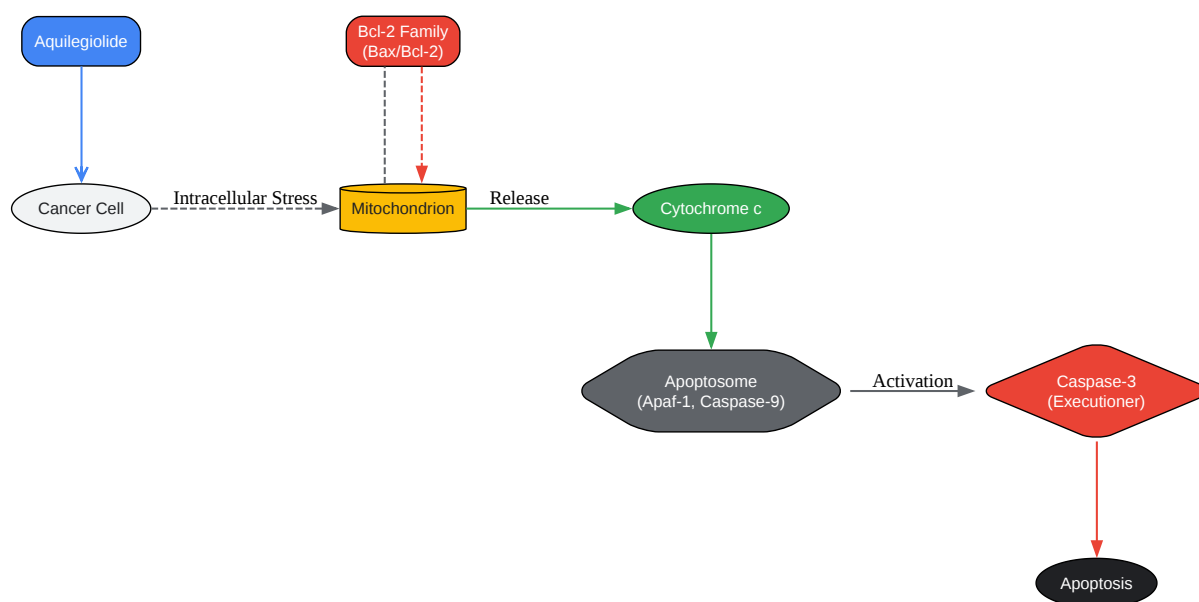 Aquilegiolide
Bcl-2 Family
(Bax/Bcl-2)
Cancer Cell
Intracellular Stress
Mitochondrion
Release
Cytochrome c
Apoptosome
(Apaf-1, Caspase-9)
Activation
Caspase-3
(Executioner)
Apoptosis